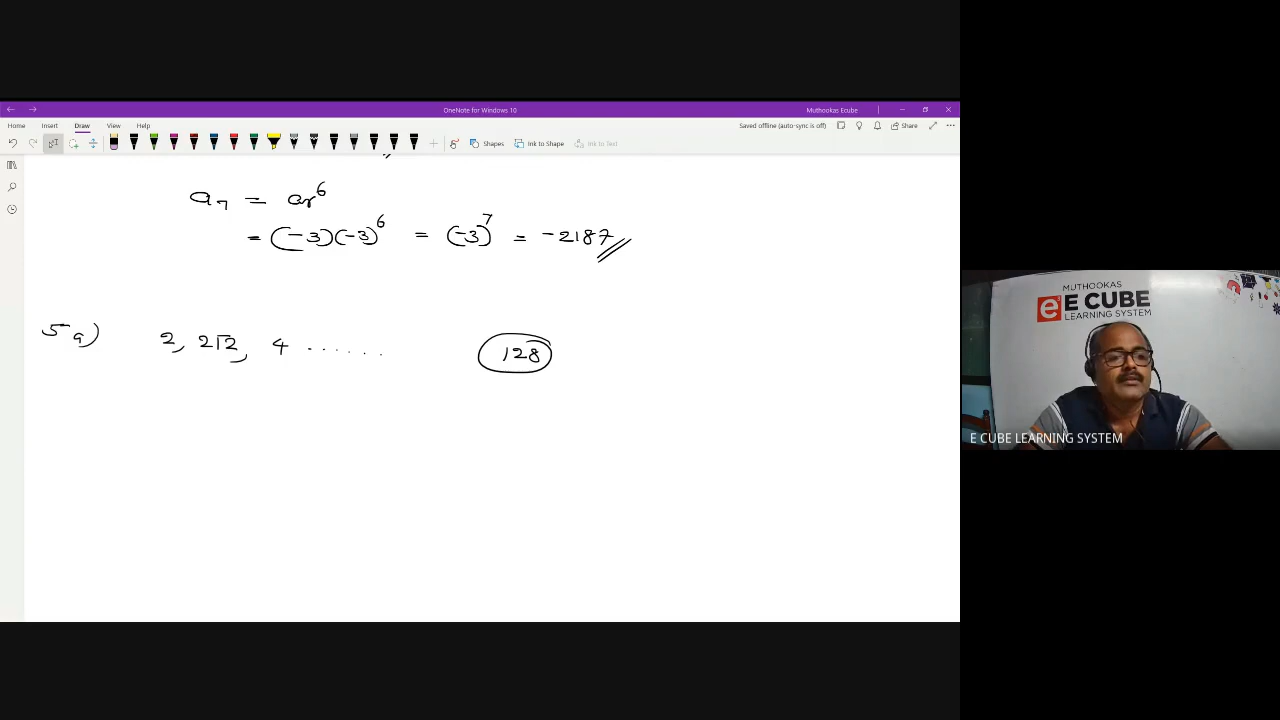 OneNote for Windows 10
Muthookas Ecube
Home Insert Draw View Help
Saved offline (auto-sync is off)
Share
Shapes Ink to Shape Ink to Text
a₇ = ar⁶
= (-3)(-3)⁶ = (-3)⁷ = -2187
5 a) 2, 2√2, 4 ...... 128
MUTHOOKAS
e³ E CUBE
LEARNING SYSTEM
E CUBE LEARNING SYSTEM